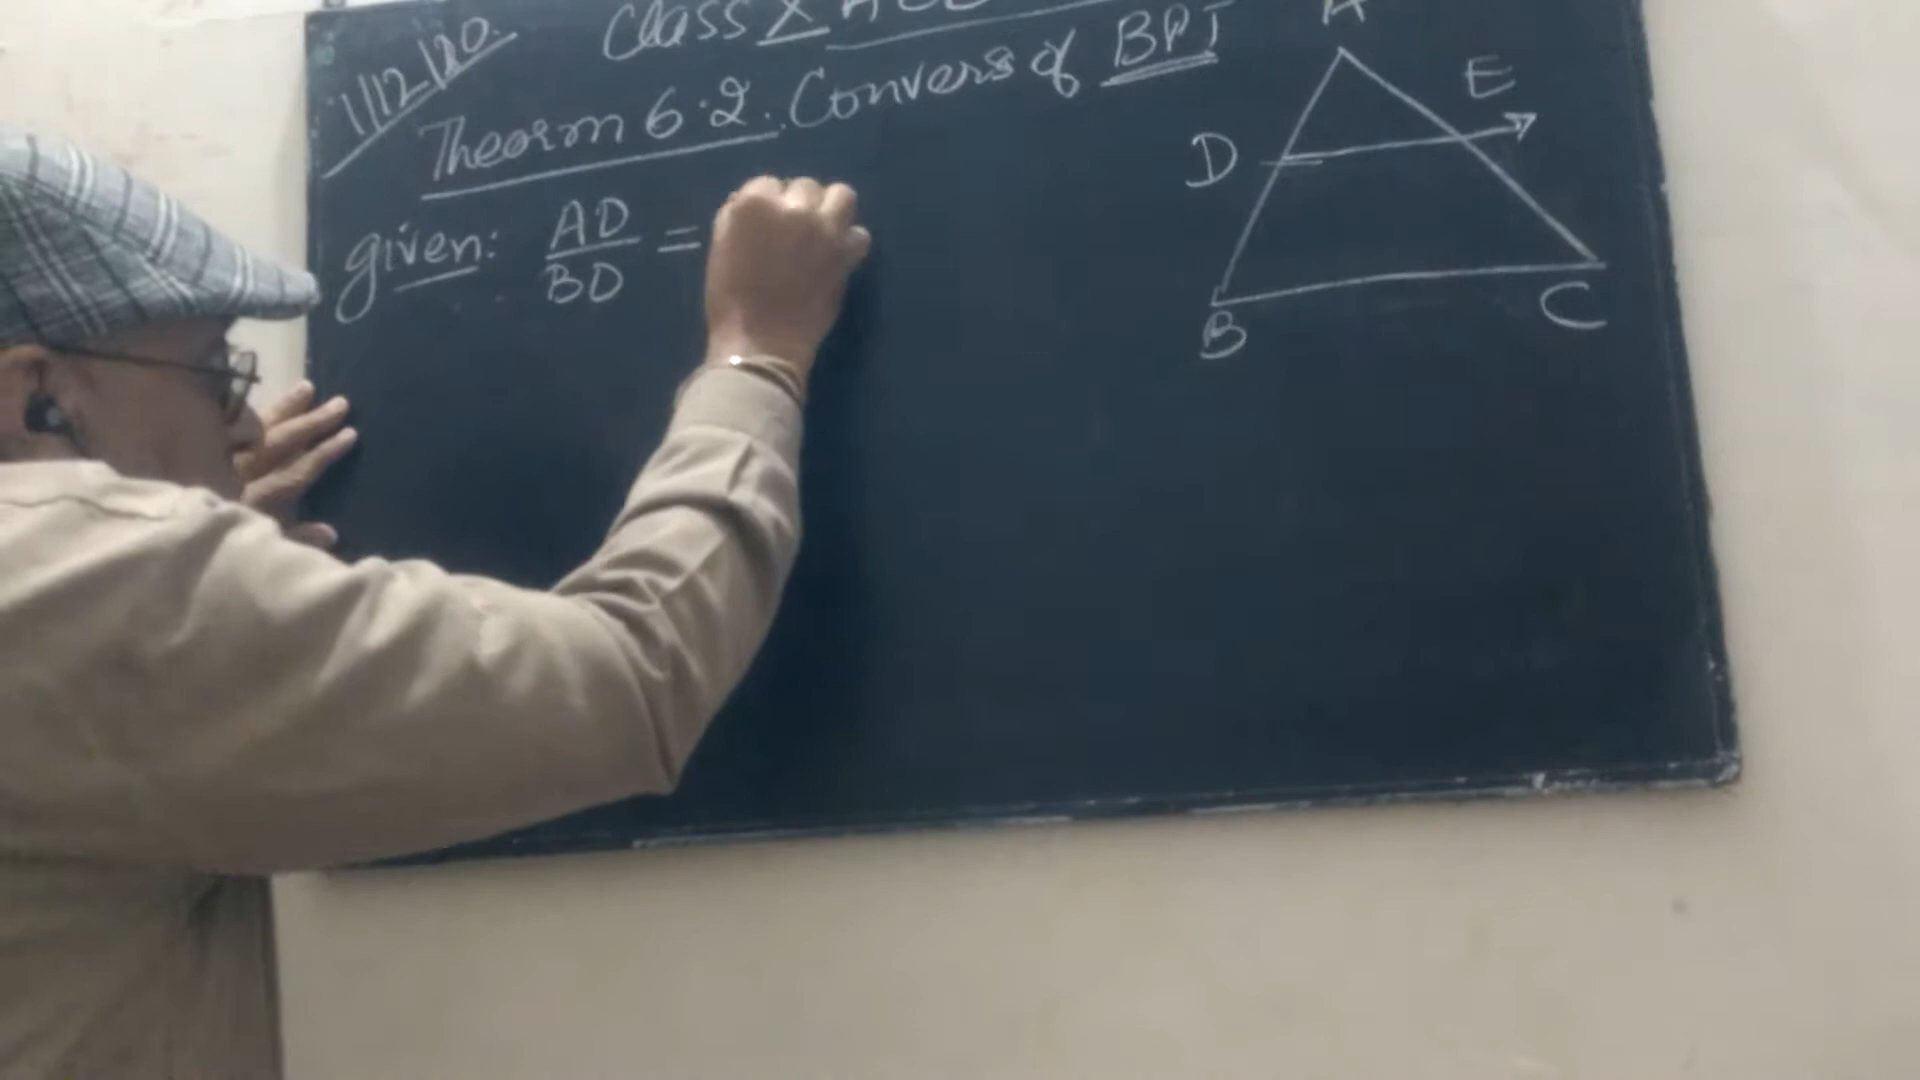 1/12/20.
Class X
Theorm 6.2. Convers of BPT
given: AD/BD =
A
E
D
B
C